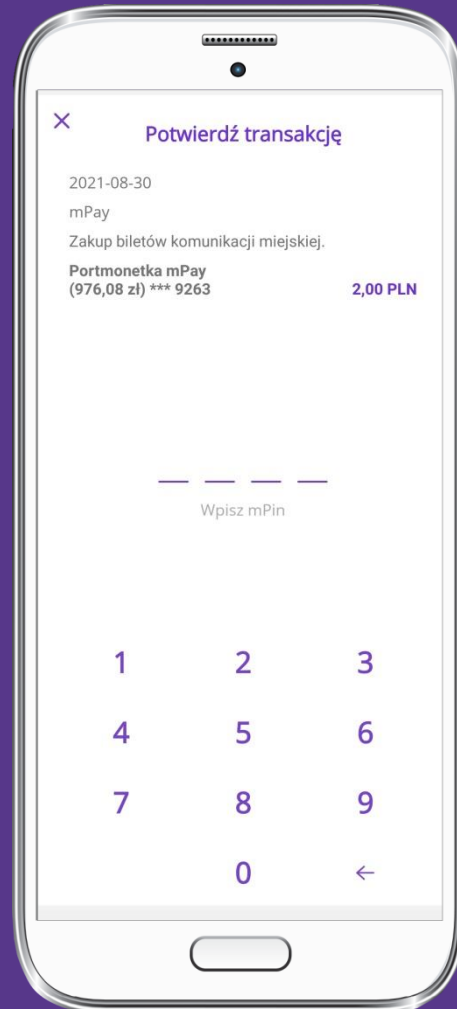 Potwierdź transakcję
2021-08-30
mPay
Zakup biletów komunikacji miejskiej.
Portmonetka mPay
(976,08 zł) *** 9263 2,00 PLN
Wpisz mPin
1 2 3
4 5 6
7 8 9
0